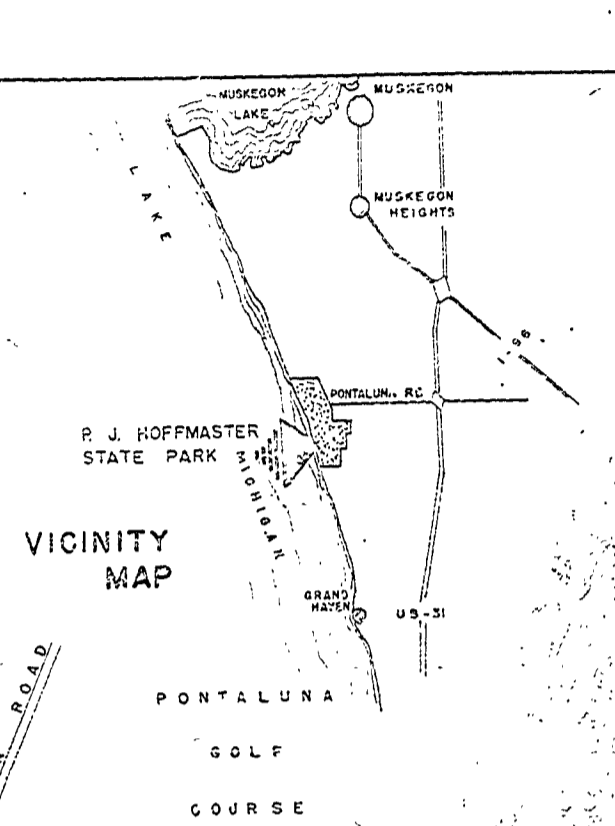 MUSKEGON
LAKE
MUSKEGON
MUSKEGON
HEIGHTS
LAKE
I-96
PONTALUNA RD
P. J. HOFFMASTER
STATE PARK
MICHIGAN
VICINITY
MAP
GRAND
HAVEN
US-31
ROAD
PONTALUNA
GOLF
COURSE